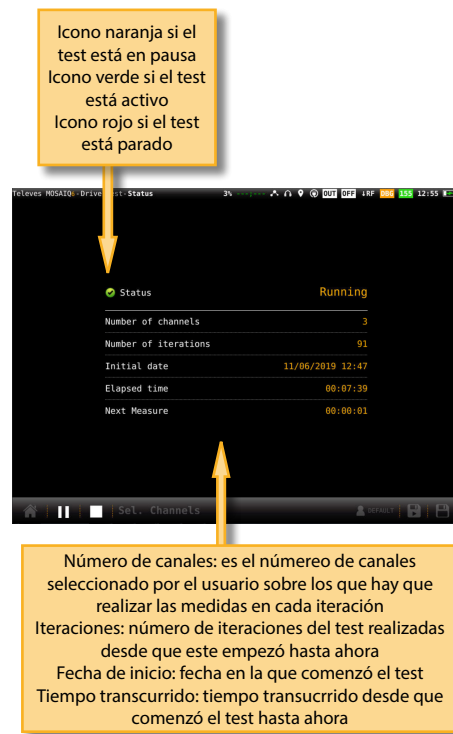 Icono naranja si el
test está en pausa
Icono verde si el test
está activo
Icono rojo si el test
está parado
Televes MOSAIQ6-Drive Test-Status 3% OUT OFF ↓RF DBG 155 12:55
Status Running
Number of channels 3
Number of iterations 91
Initial date 11/06/2019 12:47
Elapsed time 00:07:39
Next Measure 00:00:01
Sel. Channels DEFAULT
Número de canales: es el númereo de canales
seleccionado por el usuario sobre los que hay que
realizar las medidas en cada iteración
Iteraciones: número de iteraciones del test realizadas
desde que este empezó hasta ahora
Fecha de inicio: fecha en la que comenzó el test
Tiempo transcurrido: tiempo transucrrido desde que
comenzó el test hasta ahora